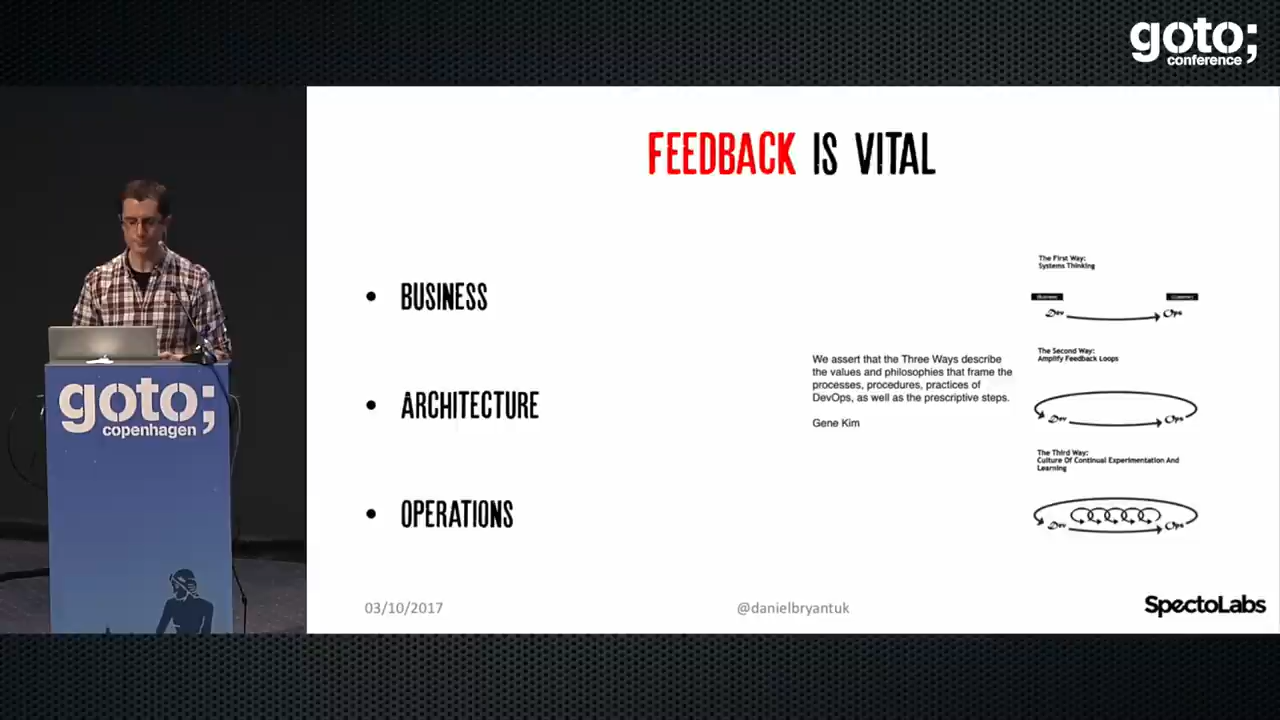 goto;
conference
FEEDBACK IS VITAL
• BUSINESS
• ARCHITECTURE
• OPERATIONS
We assert that the Three Ways describe
the values and philosophies that frame the
processes, procedures, practices of
DevOps, as well as the prescriptive steps.
Gene Kim
The First Way:
Systems Thinking
Dev
Ops
The Second Way:
Amplify Feedback Loops
Dev
Ops
The Third Way:
Culture Of Continual Experimentation And
Learning
Dev
Ops
03/10/2017
@danielbryantuk
SpectoLabs
goto;
copenhagen